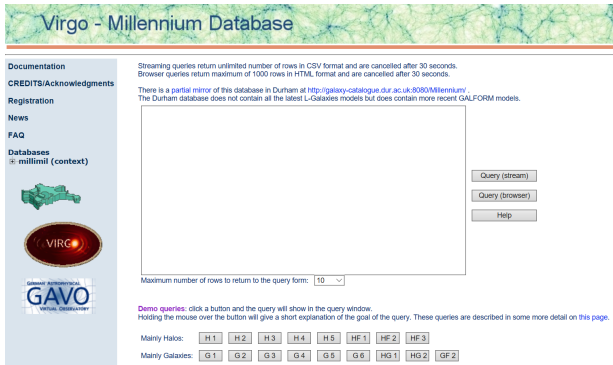 Virgo - Millennium Database
Documentation
CREDITS/Acknowledgments
Registration
News
FAQ
Databases
millimil (context)
VIRGO
GERMAN ASTROPHYSICAL
GAVO
VIRTUAL OBSERVATORY
Streaming queries return unlimited number of rows in CSV format and are cancelled after 30 seconds.
Browser queries return maximum of 1000 rows in HTML format and are cancelled after 30 seconds.
There is a partial mirror of this database in Durham at http://galaxy-catalogue.dur.ac.uk:8080/Millennium/ .
The Durham database does not contain all the latest L-Galaxies models but does contain more recent GALFORM models.
Query (stream)
Query (browser)
Help
Maximum number of rows to return to the query form: 10
Demo queries: click a button and the query will show in the query window.
Holding the mouse over the button will give a short explanation of the goal of the query. These queries are described in some more detail on this page.
Mainly Halos: H 1 H 2 H 3 H 4 H 5 HF 1 HF 2 HF 3
Mainly Galaxies: G 1 G 2 G 3 G 4 G 5 G 6 HG 1 HG 2 GF 2